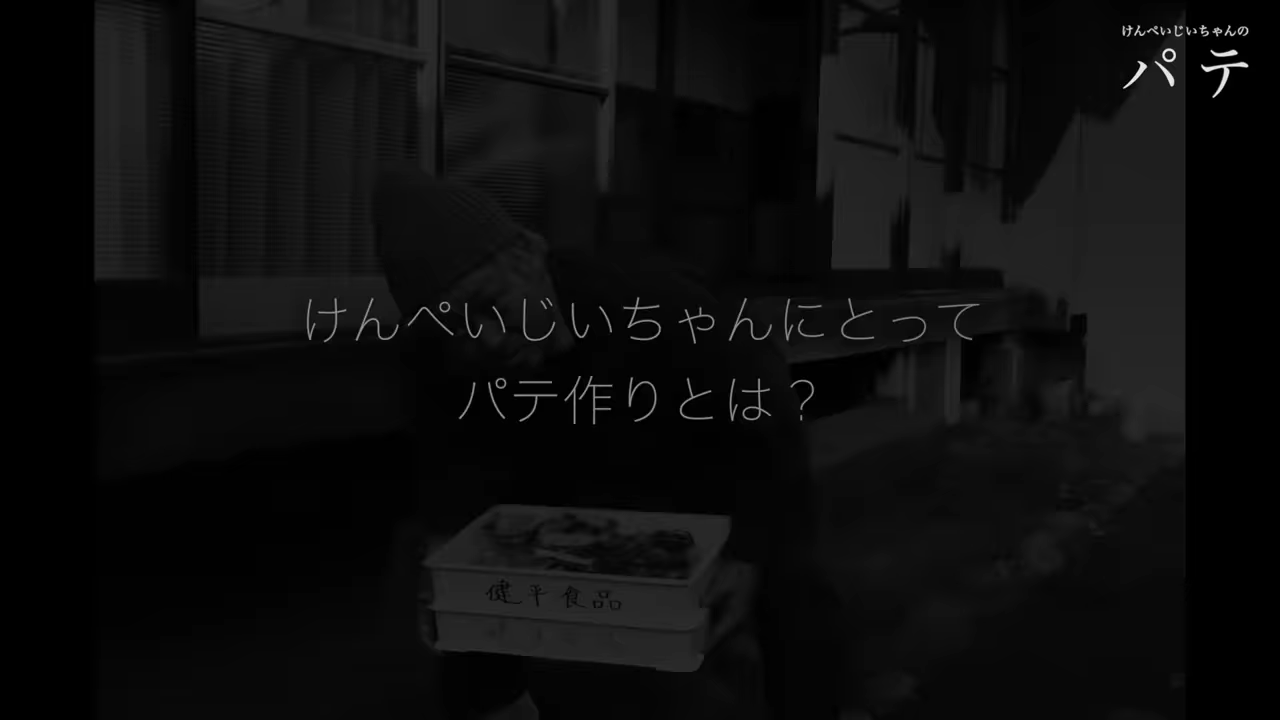 けんぺいじいちゃんの
パテ
けんぺいじいちゃんにとって
パテ作りとは？
健平食品